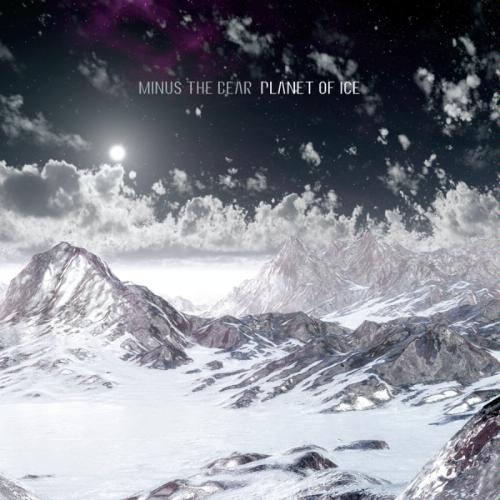 MINUS THE BEAR PLANET OF ICE